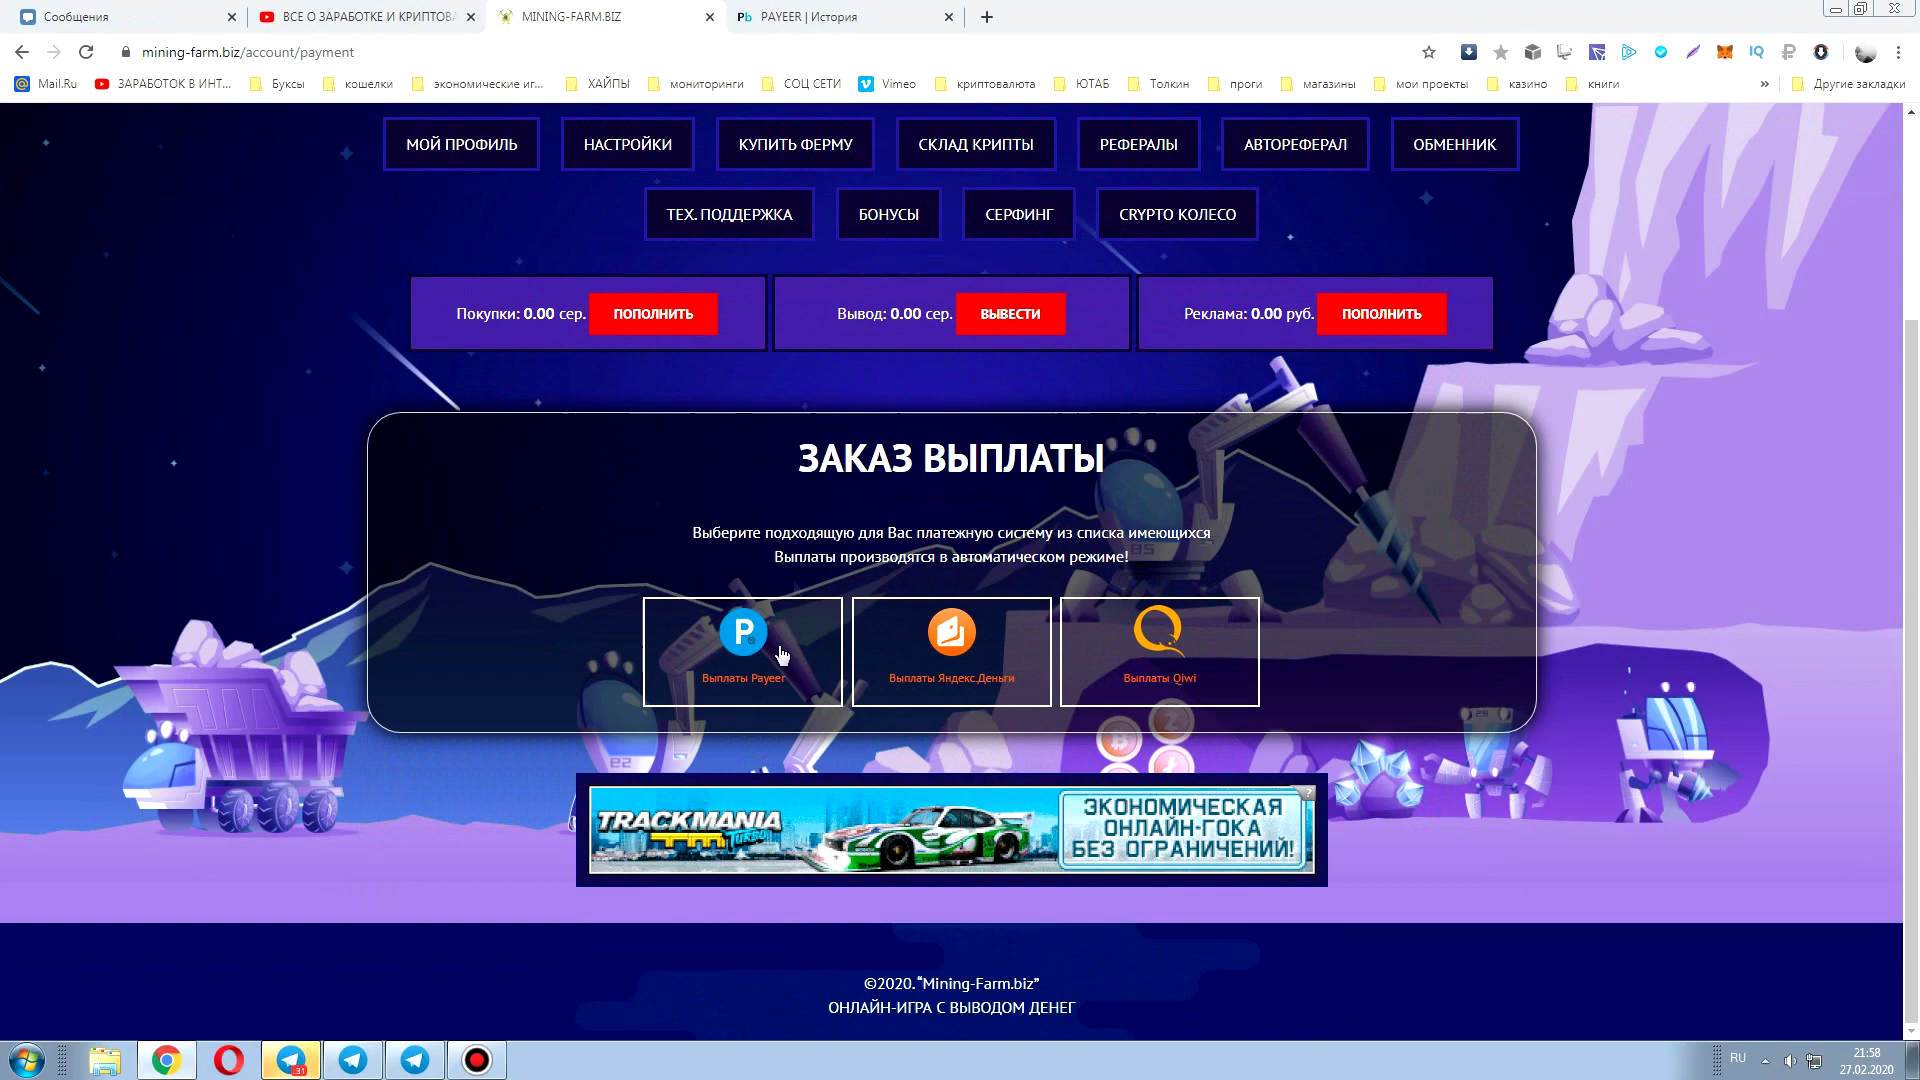 Сообщения
ВСЕ О ЗАРАБОТКЕ И КРИПТОВА
MINING-FARM.BIZ
Pb PAYEER | История
mining-farm.biz/account/payment
Mail.Ru
ЗАРАБОТОК В ИНТ...
Буксы
кошелки
экономические иг...
ХАЙПЫ
мониторинги
СОЦ СЕТИ
Vimeo
криптовалюта
ЮТАБ
Толкин
проги
магазины
мои проекты
казино
книги
»
Другие закладки
МОЙ ПРОФИЛЬ
НАСТРОЙКИ
КУПИТЬ ФЕРМУ
СКЛАД КРИПТЫ
РЕФЕРАЛЫ
АВТОРЕФЕРАЛ
ОБМЕННИК
ТЕХ. ПОДДЕРЖКА
БОНУСЫ
СЕРФИНГ
CRYPTO КОЛЕСО
Покупки: 0.00 сер. ПОПОЛНИТЬ
Вывод: 0.00 сер. ВЫВЕСТИ
Реклама: 0.00 руб. ПОПОЛНИТЬ
ЗАКАЗ ВЫПЛАТЫ
Выберите подходящую для Вас платежную систему из списка имеющихся
Выплаты производятся в автоматическом режиме!
Выплаты Payeer
Выплаты Яндекс.Деньги
Выплаты Qiwi
TRACKMANIA
TURBO
ЭКОНОМИЧЕСКАЯ
ОНЛАЙН-ГОКА
БЕЗ ОГРАНИЧЕНИЙ!
?
©2020. “Mining-Farm.biz”
ОНЛАЙН-ИГРА С ВЫВОДОМ ДЕНЕГ
31
RU
21:58
27.02.2020